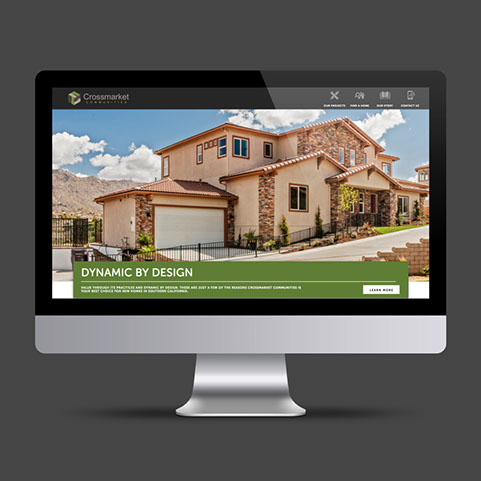 Crossmarket
COMMUNITIES
OUR PROJECTS FIND A HOME OUR STORY CONTACT US
DYNAMIC BY DESIGN
VALUE THROUGH ITS PRACTICES AND DYNAMIC BY DESIGN. THESE ARE JUST A FEW OF THE REASONS CROSSMARKET COMMUNITIES IS
YOUR BEST CHOICE FOR NEW HOMES IN SOUTHERN CALIFORNIA.
LEARN MORE